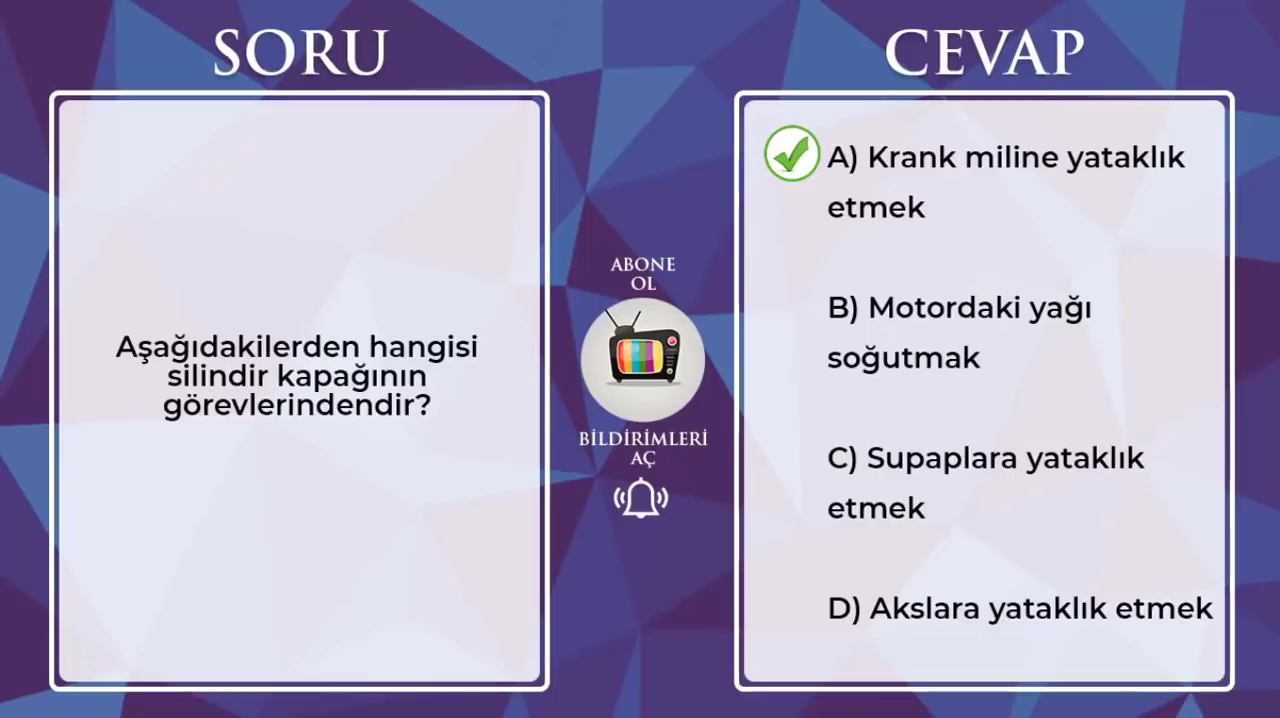 SORU
Aşağıdakilerden hangisi
silindir kapağının
görevlerindendir?
ABONE
OL
BİLDİRİMLERİ
AÇ
CEVAP
A) Krank miline yataklık
etmek
B) Motordaki yağı
soğutmak
C) Supaplara yataklık
etmek
D) Akslara yataklık etmek